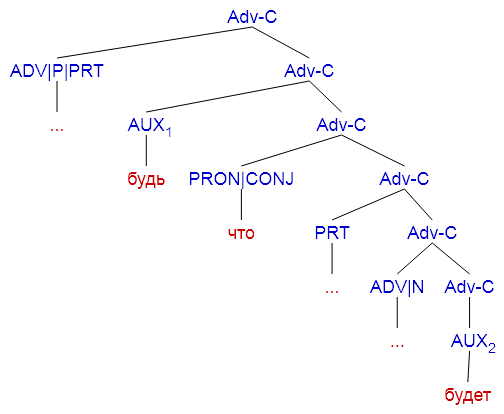 Adv-C
ADV|P|PRT Adv-C
... AUX1 Adv-C
будь PRON|CONJ Adv-C
что PRT Adv-C
... ADV|N Adv-C
... AUX2
будет